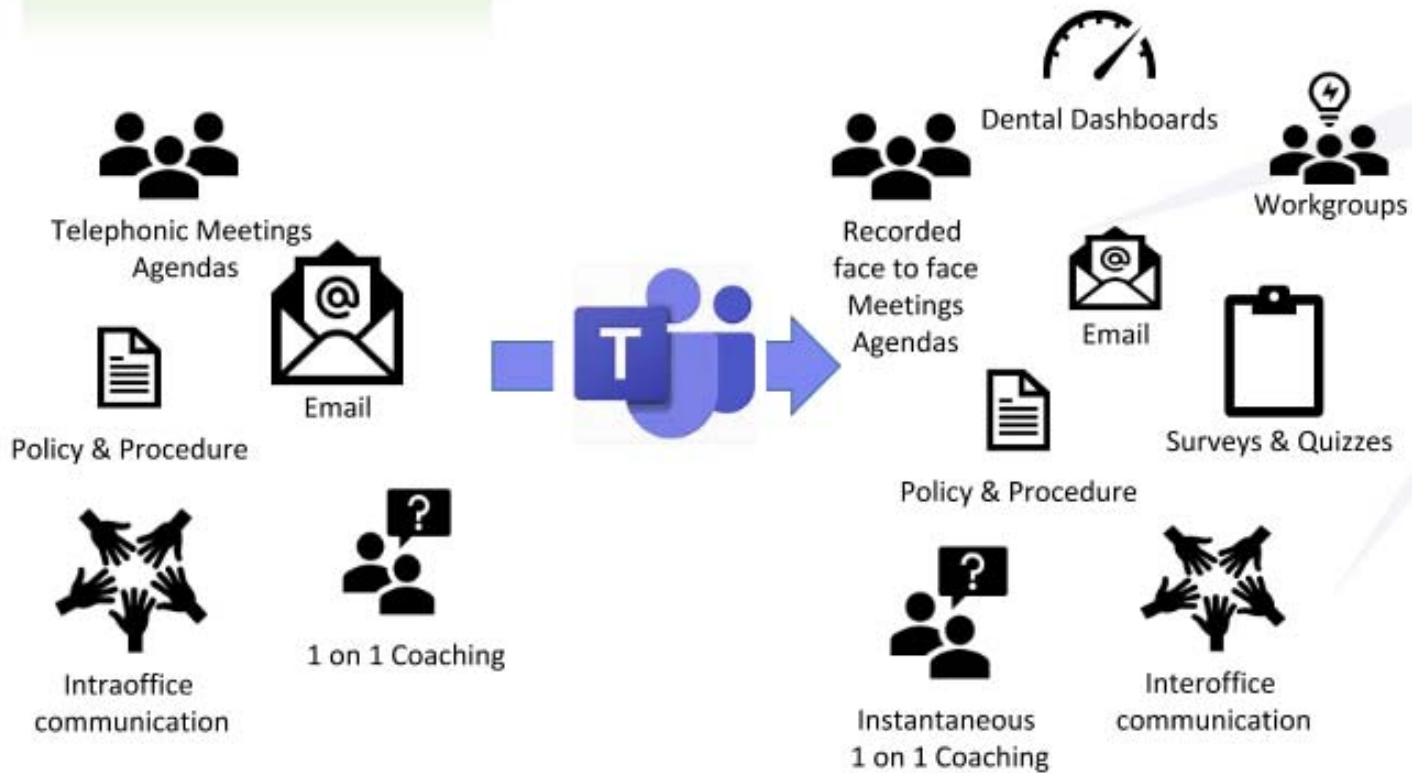 Telephonic Meetings
Agendas
@
Email
Policy & Procedure
?
1 on 1 Coaching
Intraoffice
communication
T
Dental Dashboards
Workgroups
Recorded
face to face
Meetings
Agendas
@
Email
Surveys & Quizzes
Policy & Procedure
?
Instantaneous
1 on 1 Coaching
Interoffice
communication